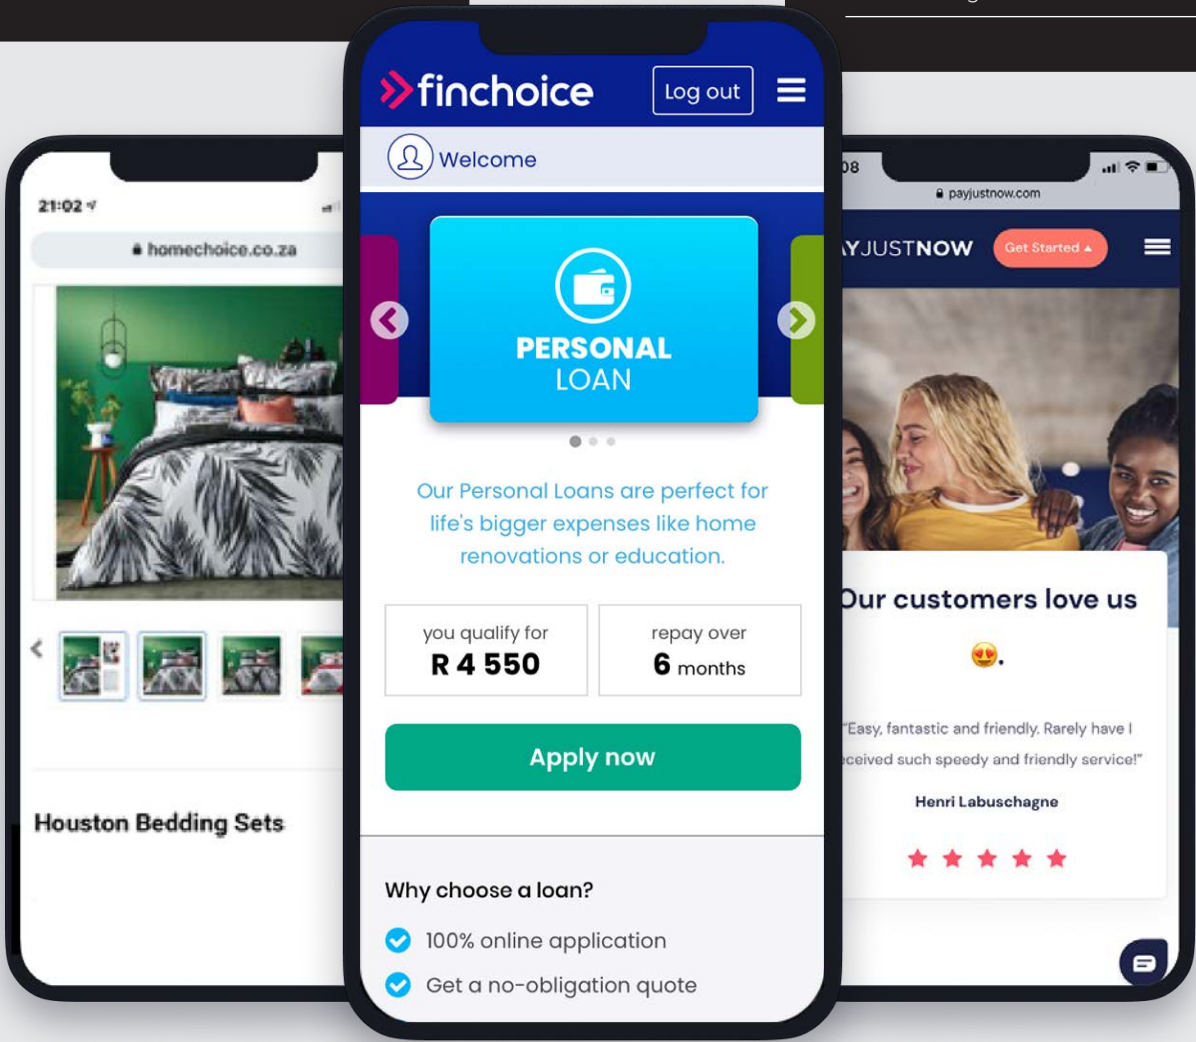 21:02
homechoice.co.za
Houston Bedding Sets
finchoice
Log out
Welcome
PERSONAL
LOAN
Our Personal Loans are perfect for
life's bigger expenses like home
renovations or education.
you qualify for
R 4 550
repay over
6 months
Apply now
Why choose a loan?
100% online application
Get a no-obligation quote
08
payjustnow.com
AYJUSTNOW
Get Started
Our customers love us
"Easy, fantastic and friendly. Rarely have I
eceived such speedy and friendly service!"
Henri Labuschagne